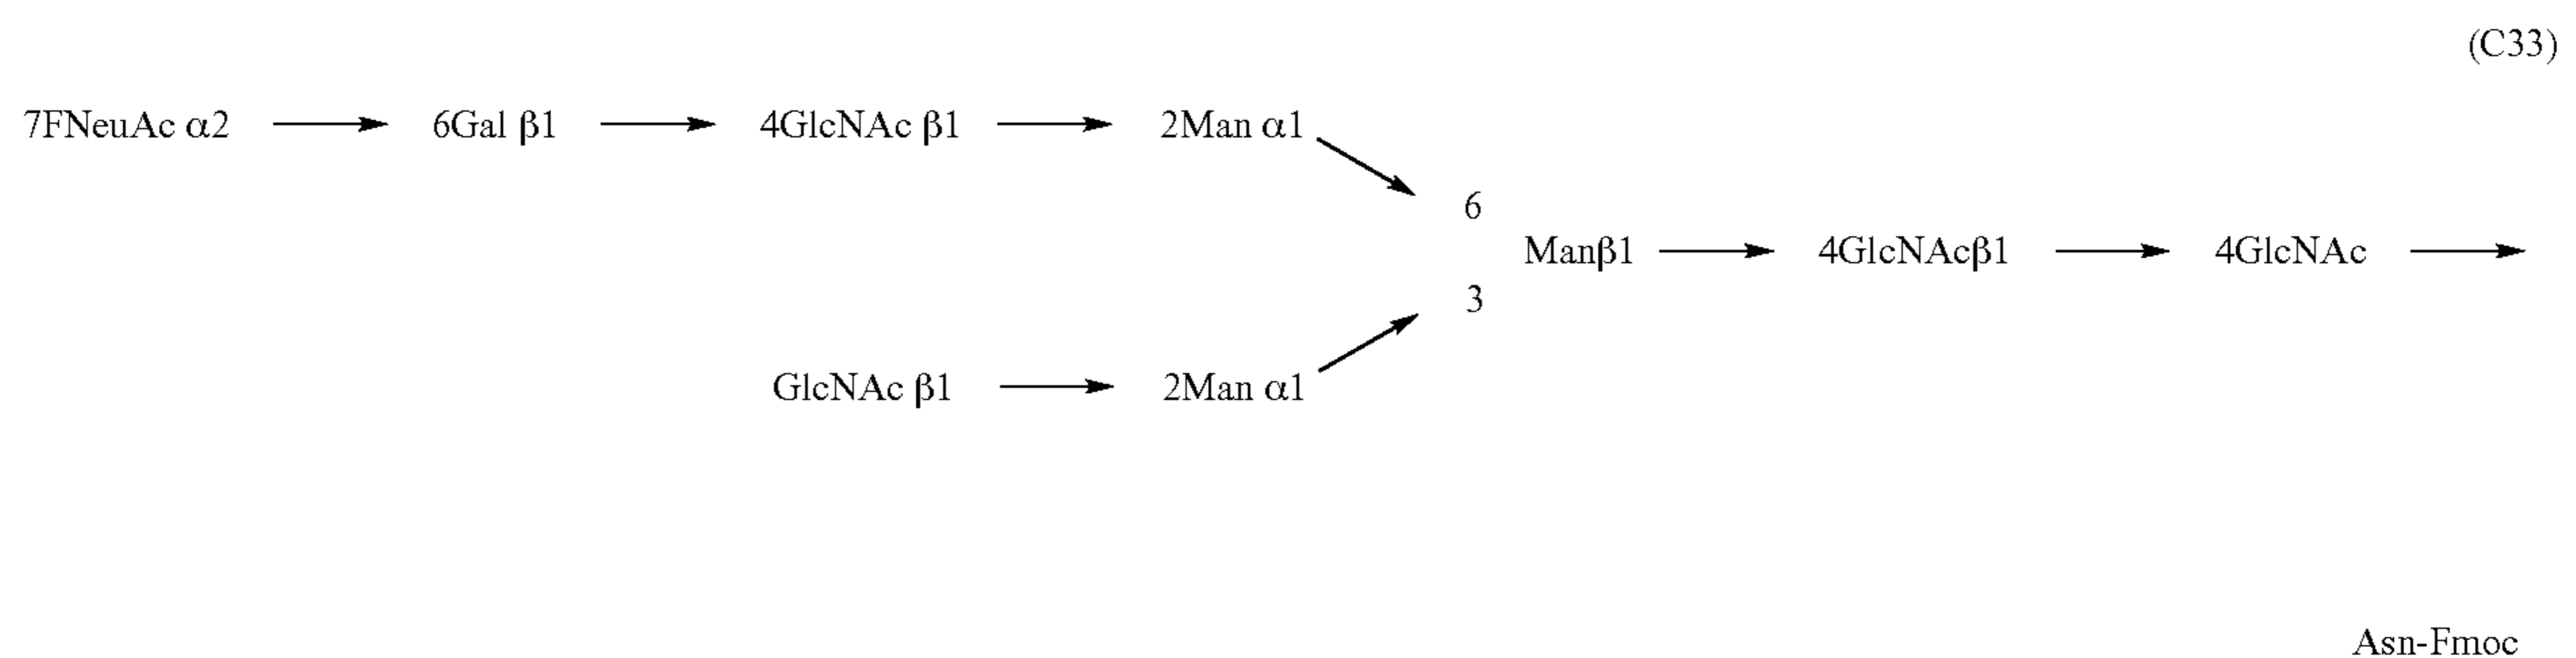 (C33)
7FNeuAc α2 → 6Gal β1 → 4GlcNAc β1 → 2Man α1
6
Manβ1 → 4GlcNAcβ1 → 4GlcNAc →
3
GlcNAc β1 → 2Man α1
Asn-Fmoc